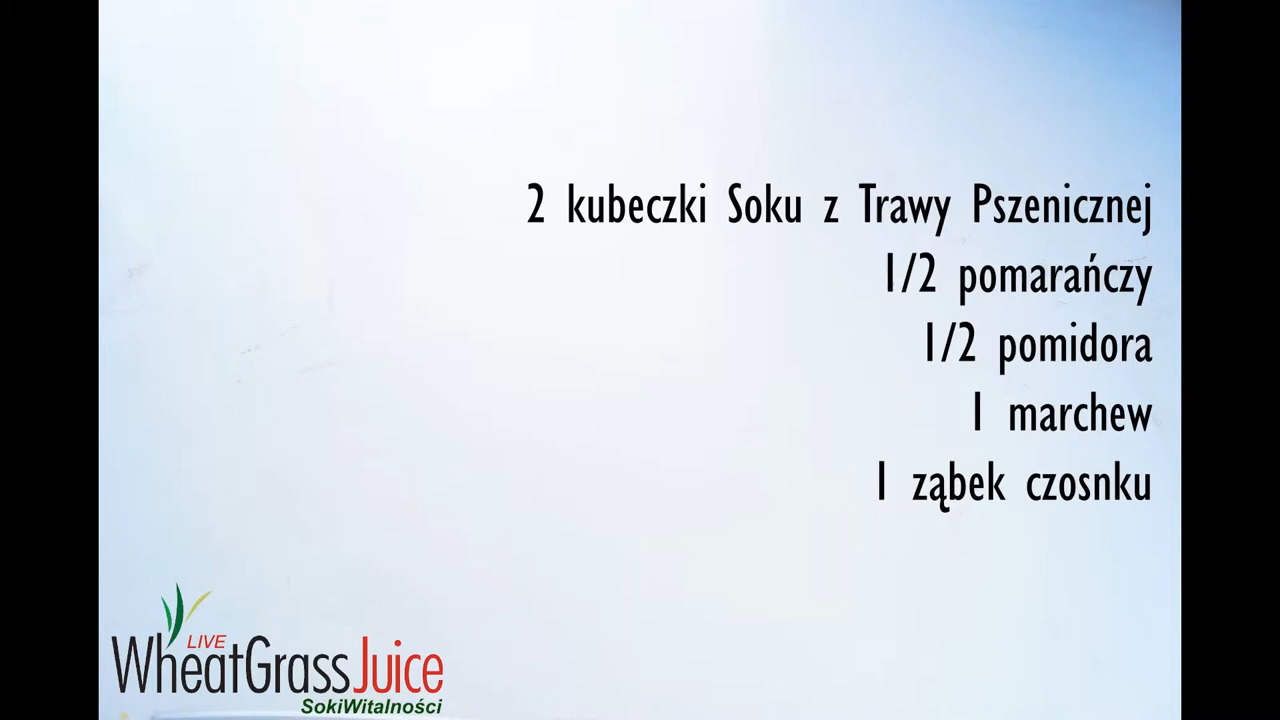 2 kubeczki Soku z Trawy Pszenicznej
1/2 pomarańczy
1/2 pomidora
1 marchew
1 ząbek czosnku
LIVE
WheatGrassJuice
SokiWitalności